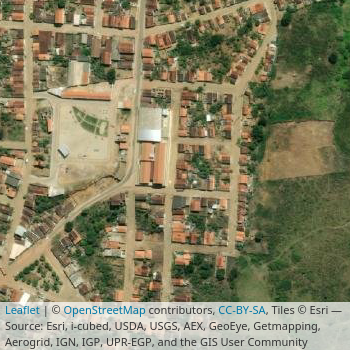 Leaflet | © OpenStreetMap contributors, CC-BY-SA, Tiles © Esri —
Source: Esri, i-cubed, USDA, USGS, AEX, GeoEye, Getmapping,
Aerogrid, IGN, IGP, UPR-EGP, and the GIS User Community